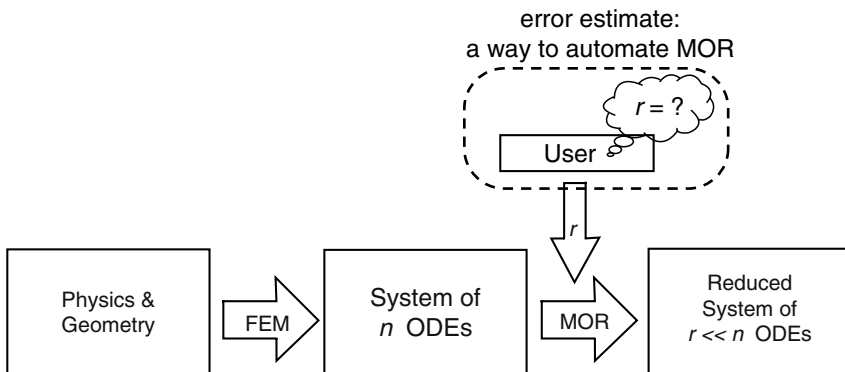 error estimate:
a way to automate MOR
r = ?
User
r
Physics &
Geometry
FEM
System of
n ODEs
MOR
Reduced
System of
r << n ODEs